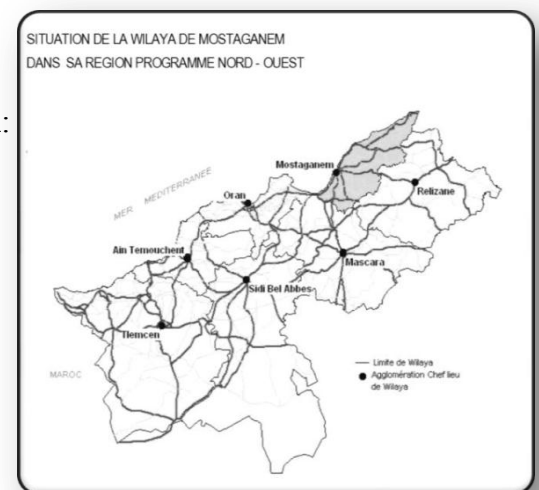 SITUATION DE LA WILAYA DE MOSTAGANEM
DANS SA REGION PROGRAMME NORD - OUEST
:
Mostaganem
MER MEDITERRANEE
Oran
Relizane
Ain Temouchent
Mascara
Sidi Bel Abbes
Tlemcen
MAROC
Limite de Wilaya
Agglomération Chef lieu
de Wilaya